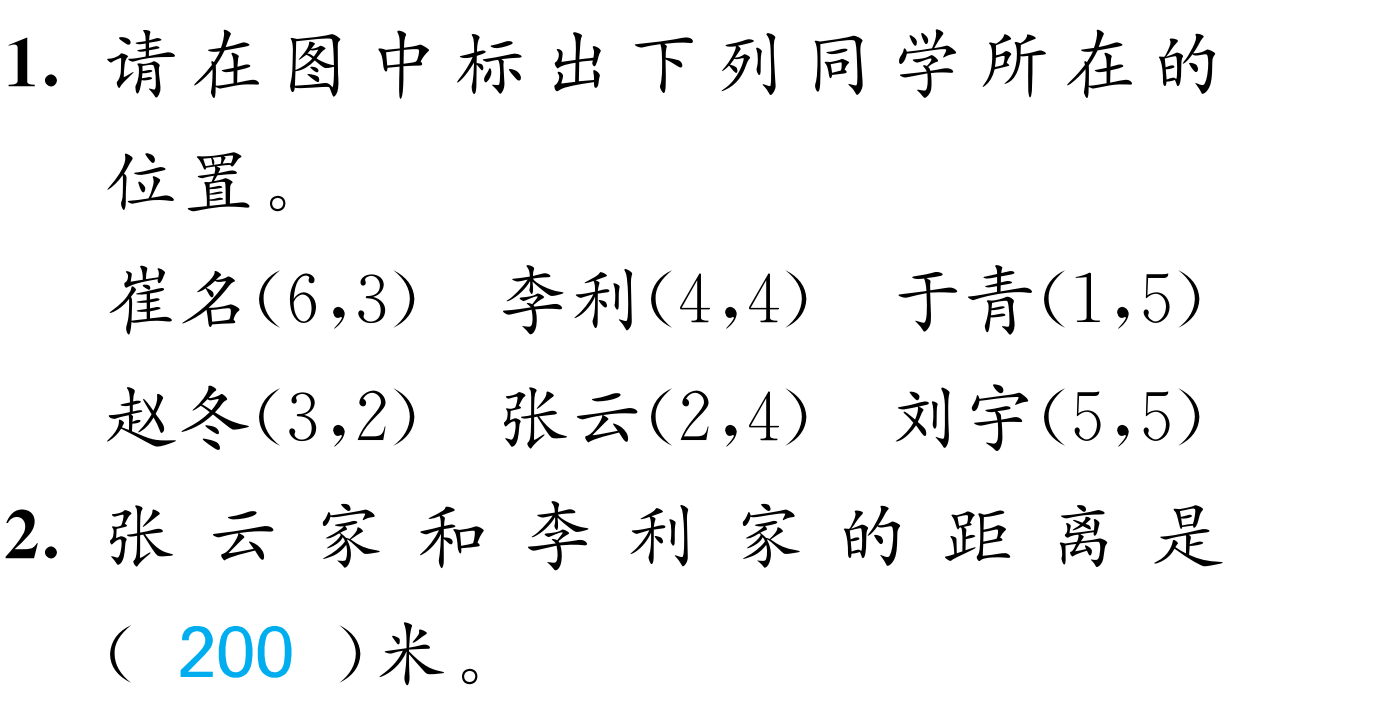 1. 请在图中标出下列同学所在的
位置。
崔名(6,3) 李利(4,4) 于青(1,5)
赵冬(3,2) 张云(2,4) 刘宇(5,5)
2. 张云家和李利家的距离是
( 200 )米。